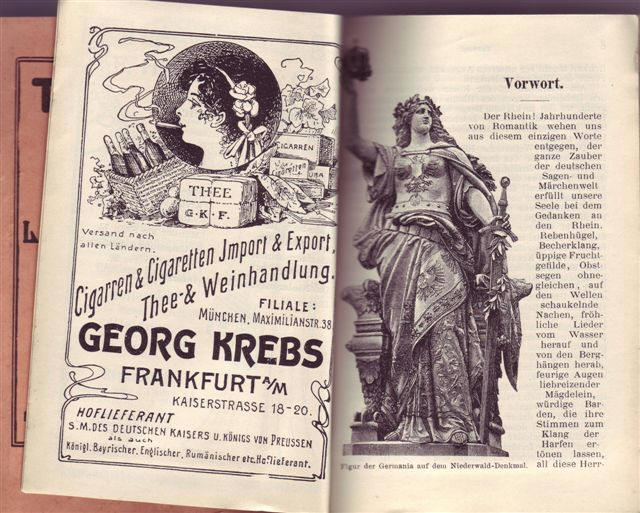 CIGARREN
THEE
G.K.F.
Versand nach
allen Ländern.
Cigarren & Cigaretten Jmport & Export,
Thee- & Weinhandlung.
FILIALE:
MÜNCHEN, MAXIMILIANSTR. 38
GEORG KREBS
FRANKFURT A/M
KAISERSTRASSE 18-20.
HOFLIEFERANT
S.M. DES DEUTSCHEN KAISERS U. KÖNIGS VON PREUSSEN
als auch
Königl. Bayrischer, Englischer, Rumänischer etc. Hoflieferant.
Vorwort.
Der Rhein! Jahrhunderte
von Romantik wehen uns
aus diesem einzigen Worte
entgegen, der
ganze Zauber
der deutschen
Sagen- und
Märchenwelt
erfüllt unsere
Seele bei dem
Gedanken an
den Rhein.
Rebenhügel,
Becherklang,
üppige Frucht-
gefilde, Obst-
segen ohne-
gleichen, auf
den Wellen
schaukelnde
Nachen, fröh-
liche Lieder
vom Wasser
herauf und
von den Berg-
hängen herab,
feurige Augen
liebreizender
Mägdelein,
würdige Bar-
den, die ihre
Stimmen zum
Klang der
Harfen er-
tönen lassen,
all diese Herr-
Figur der Germania auf dem Niederwald-Denkmal.